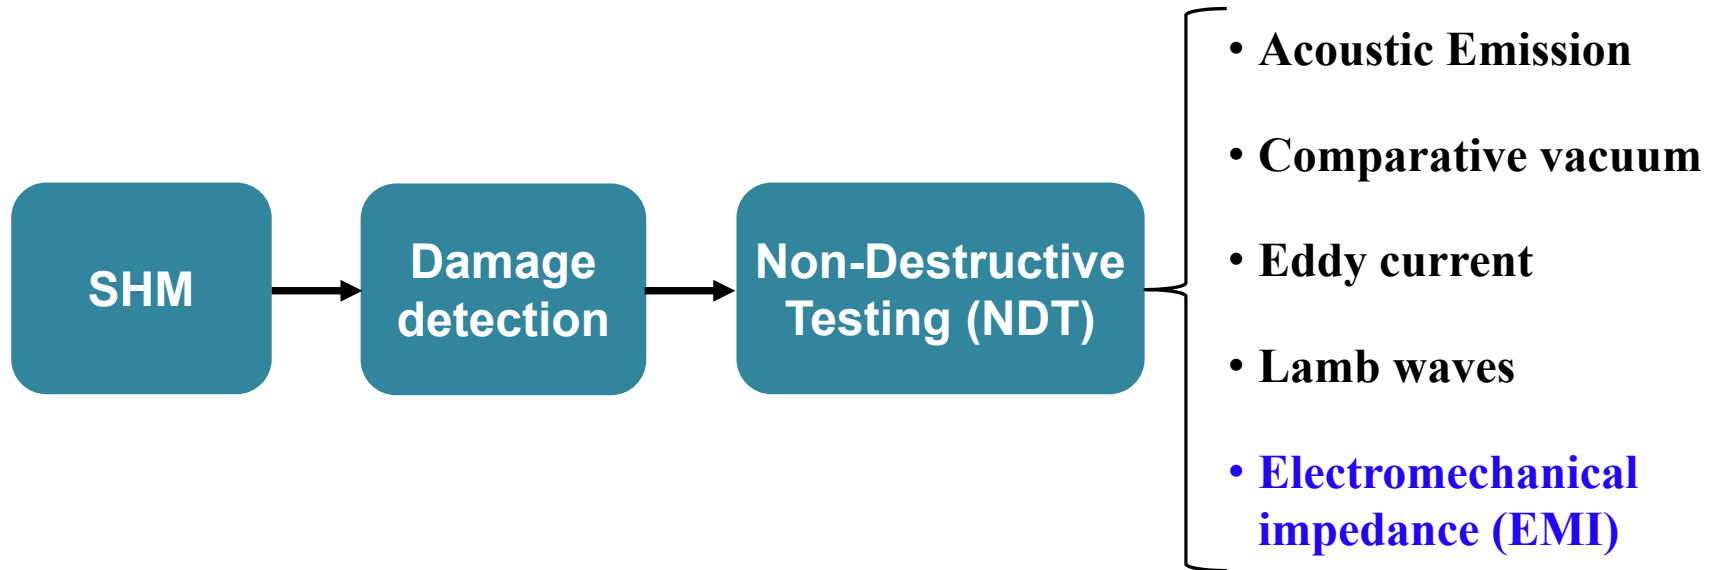 SHM
Damage
detection
Non-Destructive
Testing (NDT)
• Acoustic Emission
• Comparative vacuum
• Eddy current
• Lamb waves
• Electromechanical
impedance (EMI)